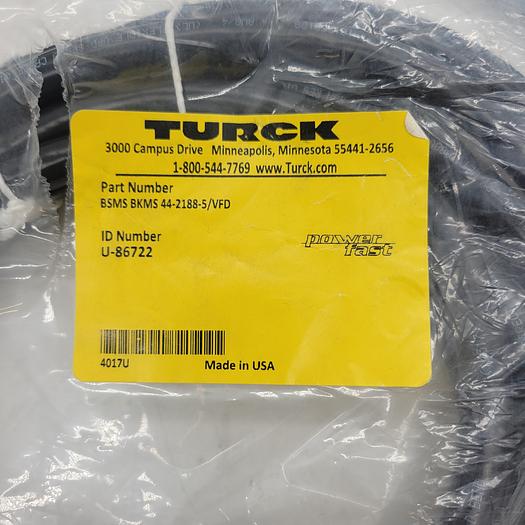 TURCK
3000 Campus Drive Minneapolis, Minnesota 55441-2656
1-800-544-7769 www.Turck.com
Part Number
BSMS BKMS 44-2188-5/VFD
ID Number
U-86722
power
fast
4017U
Made in USA